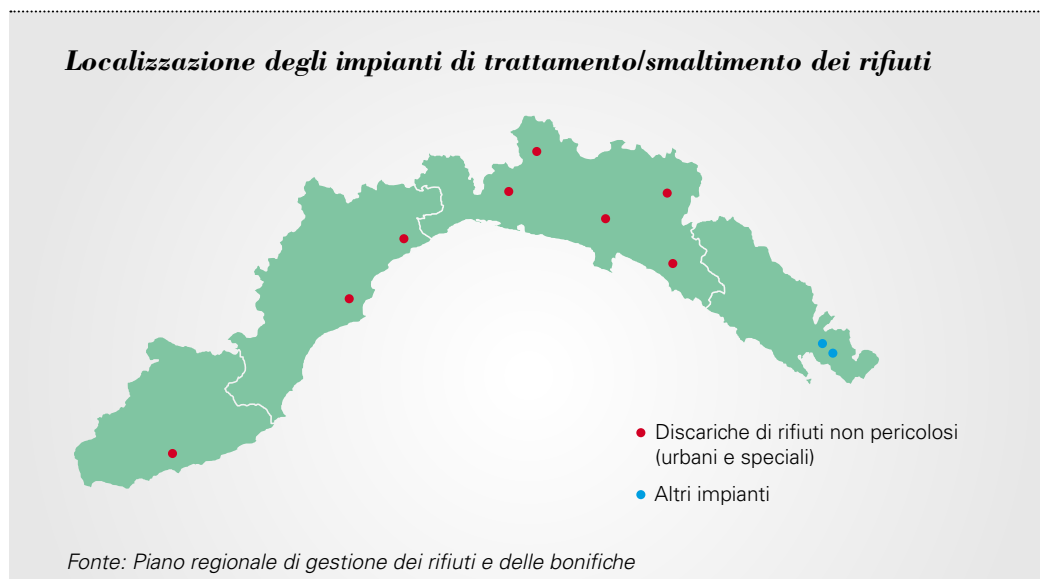 Localizzazione degli impianti di trattamento/smaltimento dei rifiuti
Discariche di rifiuti non pericolosi
(urbani e speciali)
Altri impianti
Fonte: Piano regionale di gestione dei rifiuti e delle bonifiche